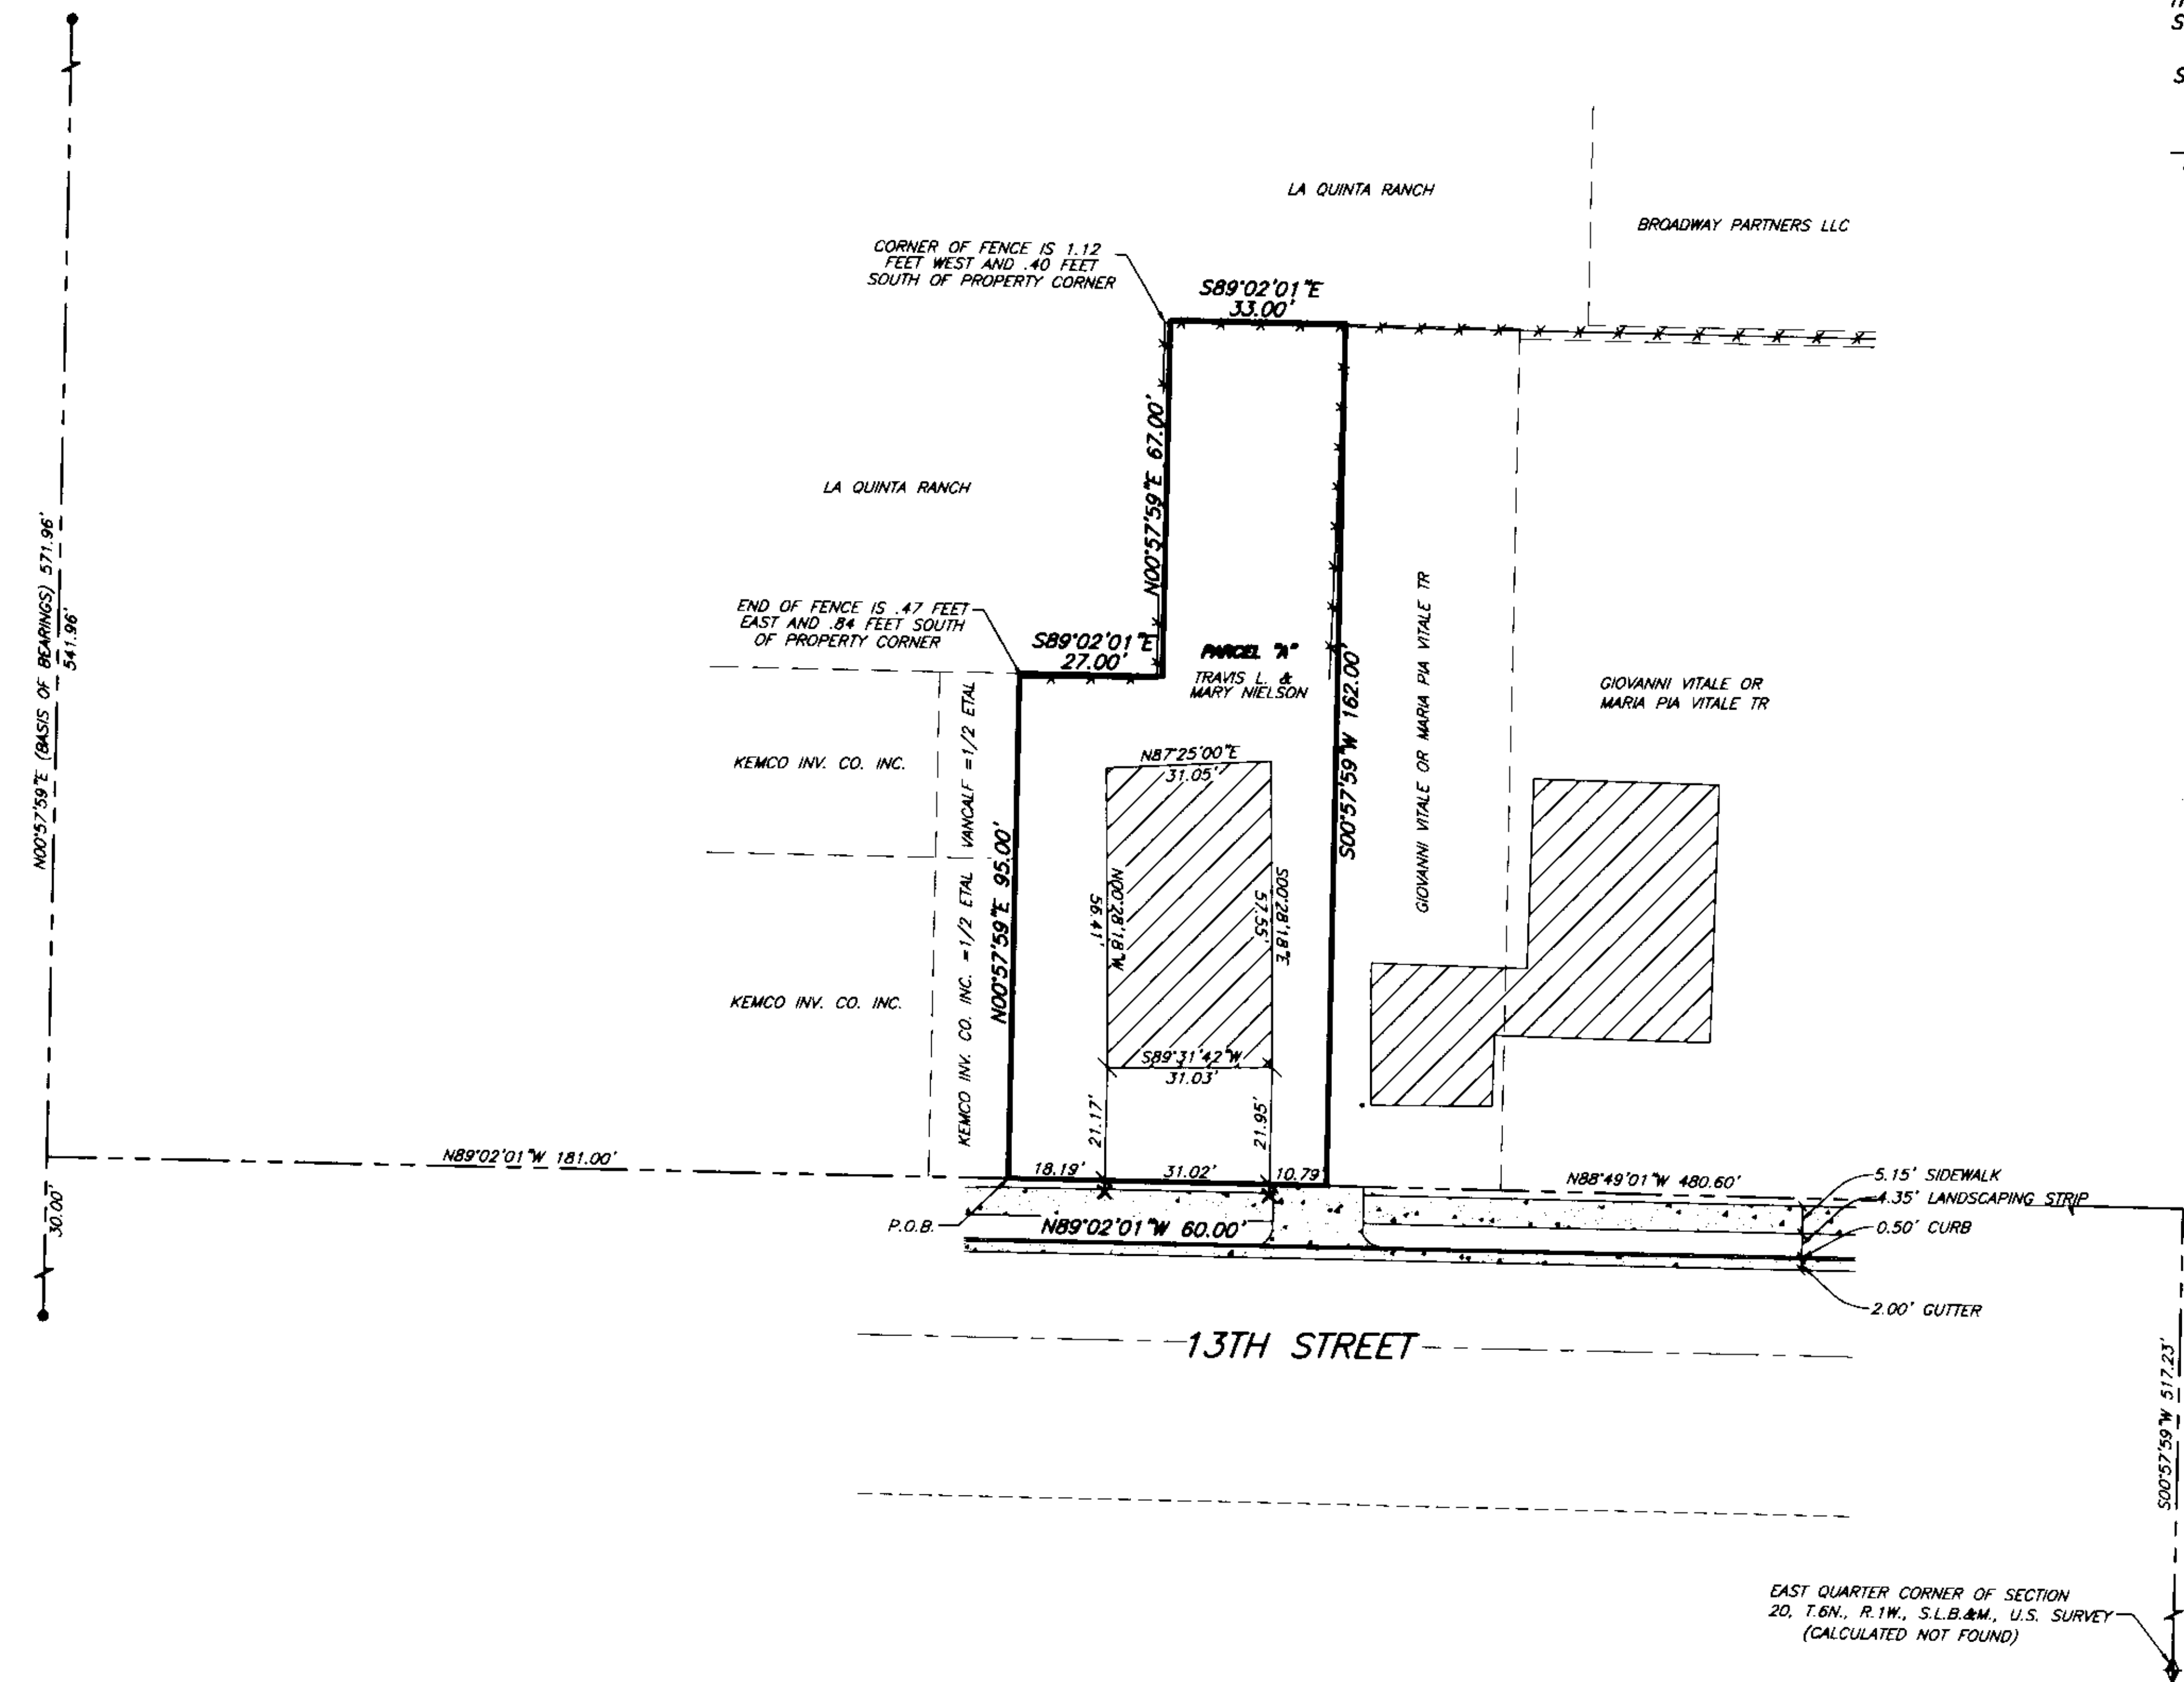 LA QUINTA RANCH
BROADWAY PARTNERS LLC
CORNER OF FENCE IS 1.12
FEET WEST AND .40 FEET
SOUTH OF PROPERTY CORNER
S89°02'01"E
33.00'
N00°57'59"E 67.00'
LA QUINTA RANCH
N00°57'59"E (BASIS OF BEARINGS) 571.96'
541.96'
END OF FENCE IS .47 FEET
EAST AND .84 FEET SOUTH
OF PROPERTY CORNER
S89°02'01"E
27.00'
PARCEL "A"
TRAVIS L. &
MARY NIELSON
S00°57'59"W 162.00'
GIOVANNI VITALE OR MARIA PIA VITALE TR
GIOVANNI VITALE OR
MARIA PIA VITALE TR
KEMCO INV. CO. INC.
KEMCO INV. CO. INC. =1/2 ETAL VANCALF =1/2 ETAL
N00°57'59"E 95.00'
N87°25'00"E
31.05'
N00°28'18"W
56.41'
S00°28'18"E
57.55'
KEMCO INV. CO. INC.
S89°31'42"W
31.03'
21.17'
21.95'
N89°02'01"W 181.00'
30.00'
18.19'
31.02'
10.79'
N88°49'01"W 480.60'
5.15' SIDEWALK
4.35' LANDSCAPING STRIP
0.50' CURB
2.00' GUTTER
P.O.B.
N89°02'01"W 60.00'
13TH STREET
S00°57'59"W 517.23'
EAST QUARTER CORNER OF SECTION
20, T.6N., R.1W., S.L.B.&M., U.S. SURVEY
(CALCULATED NOT FOUND)